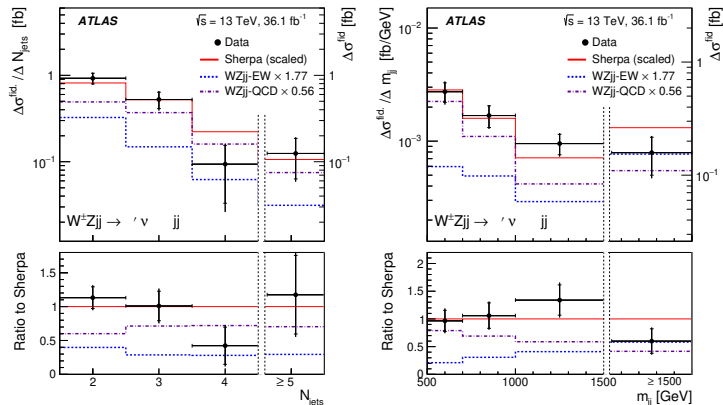 ATLAS
√s = 13 TeV, 36.1 fb⁻¹
Data
Sherpa (scaled)
WZjj-EW × 1.77
WZjj-QCD × 0.56
Δσ^fid. / Δ N_jets [fb]
Δσ^fid [fb]
1
10⁻¹
1
10⁻¹
W±Zjj → ′ ν jj
Ratio to Sherpa
1.5
1
0.5
0
2 3 4 ≥ 5
N_jets
ATLAS
√s = 13 TeV, 36.1 fb⁻¹
Data
Sherpa (scaled)
WZjj-EW × 1.77
WZjj-QCD × 0.56
Δσ^fid. / Δ m_jj [fb/GeV]
Δσ^fid [fb]
10⁻²
10⁻³
1
10⁻¹
W±Zjj → ′ ν jj
Ratio to Sherpa
2
1.5
1
0.5
0
500 1000 1500 ≥ 1500
m_jj [GeV]